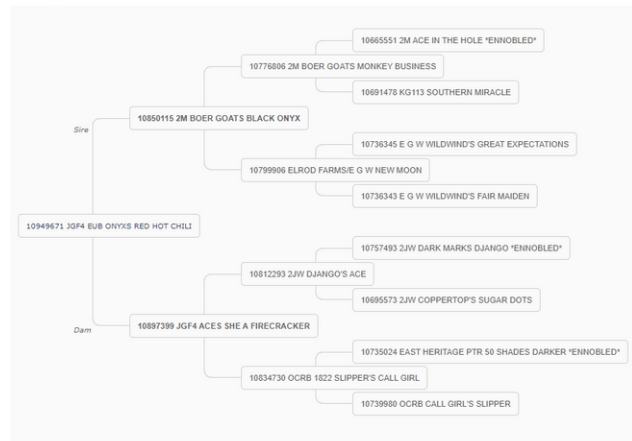 10665551 2M ACE IN THE HOLE *ENNOBLED*
10776806 2M BOER GOATS MONKEY BUSINESS
10691478 KG113 SOUTHERN MIRACLE
10850115 2M BOER GOATS BLACK ONYX
Sire
10736345 E G W WILDWIND'S GREAT EXPECTATIONS
10799906 ELROD FARMS/E G W NEW MOON
10736343 E G W WILDWIND'S FAIR MAIDEN
10949671 JGF4 EUB ONYXS RED HOT CHILI
10757493 2JW DARK MARKS DJANGO *ENNOBLED*
10812293 2JW DJANGO'S ACE
10695573 2JW COPPERTOP'S SUGAR DOTS
10897399 JGF4 ACES SHE A FIRECRACKER
Dam
10735024 EAST HERITAGE PTR 50 SHADES DARKER *ENNOBLED*
10834730 OCRB 1822 SLIPPER'S CALL GIRL
10739980 OCRB CALL GIRL'S SLIPPER